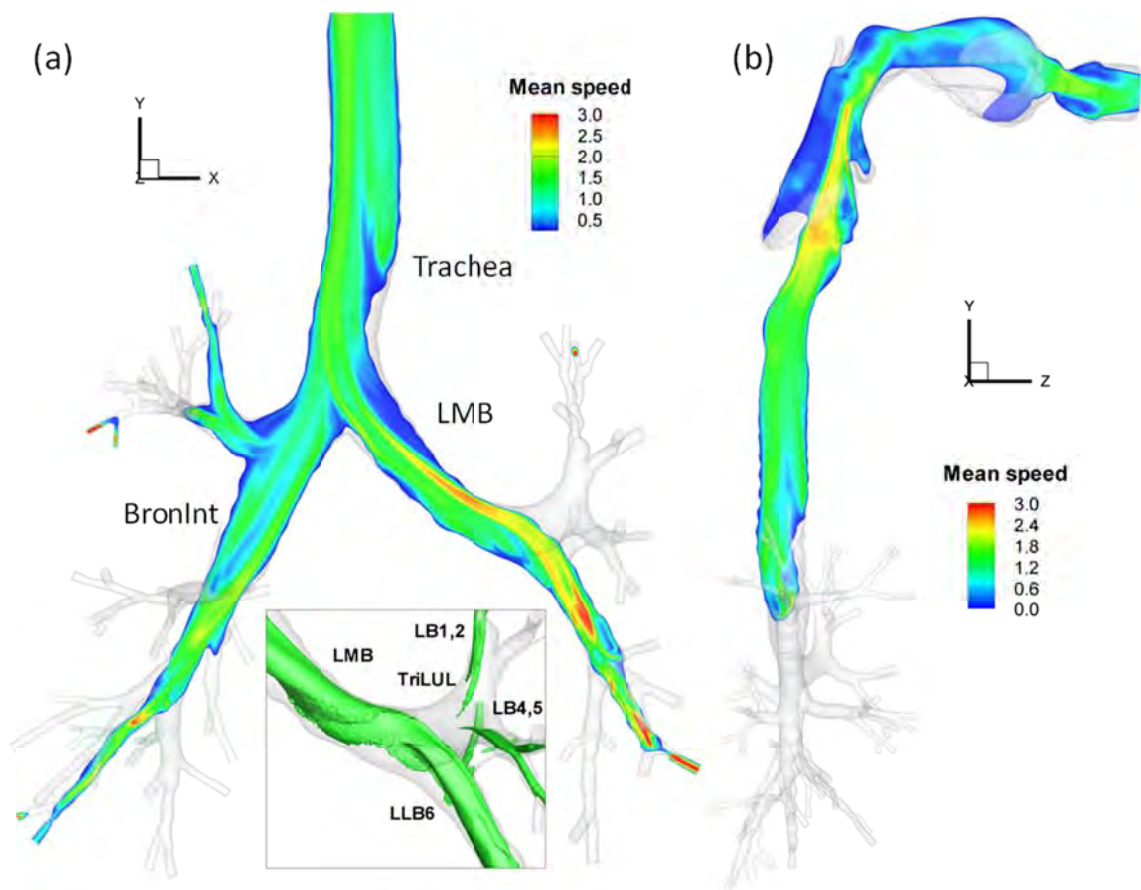 (a)
Y
Z
X
Mean speed
3.0
2.5
2.0
1.5
1.0
0.5
Trachea
LMB
BronInt
LB1,2
LMB
TriLUL
LB4,5
LLB6
(b)
Y
X
Z
Mean speed
3.0
2.4
1.8
1.2
0.6
0.0